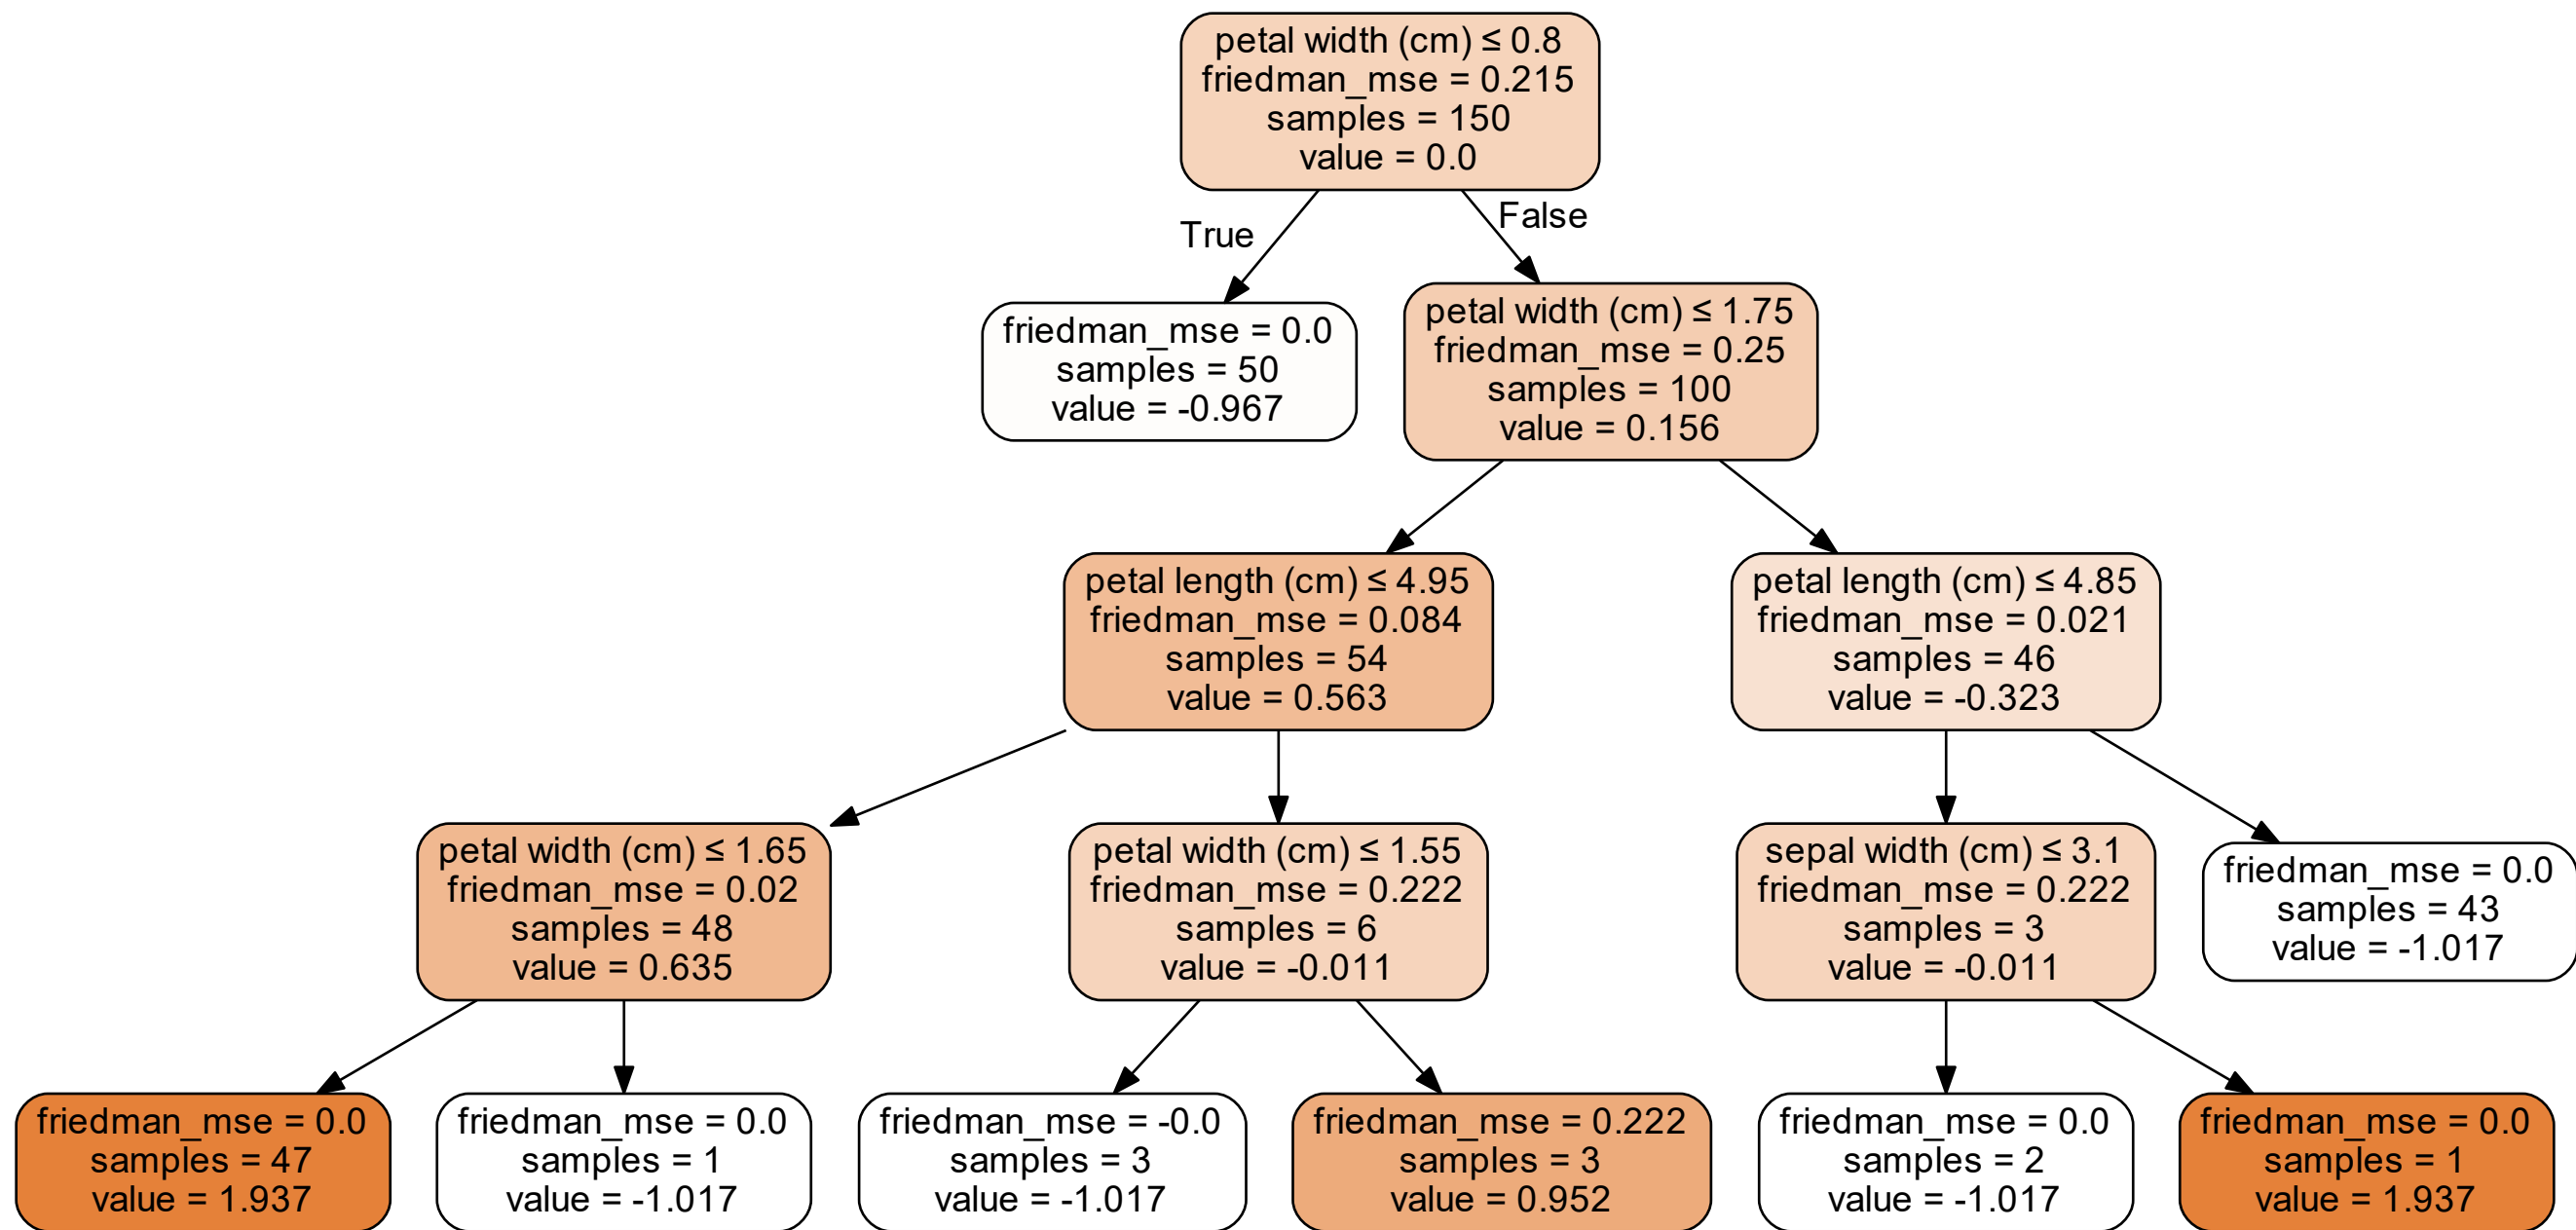 petal width (cm) ≤ 0.8
friedman_mse = 0.215
samples = 150
value = 0.0
True
False
friedman_mse = 0.0
samples = 50
value = -0.967
petal width (cm) ≤ 1.75
friedman_mse = 0.25
samples = 100
value = 0.156
petal length (cm) ≤ 4.95
friedman_mse = 0.084
samples = 54
value = 0.563
petal length (cm) ≤ 4.85
friedman_mse = 0.021
samples = 46
value = -0.323
petal width (cm) ≤ 1.65
friedman_mse = 0.02
samples = 48
value = 0.635
petal width (cm) ≤ 1.55
friedman_mse = 0.222
samples = 6
value = -0.011
sepal width (cm) ≤ 3.1
friedman_mse = 0.222
samples = 3
value = -0.011
friedman_mse = 0.0
samples = 43
value = -1.017
friedman_mse = 0.0
samples = 47
value = 1.937
friedman_mse = 0.0
samples = 1
value = -1.017
friedman_mse = -0.0
samples = 3
value = -1.017
friedman_mse = 0.222
samples = 3
value = 0.952
friedman_mse = 0.0
samples = 2
value = -1.017
friedman_mse = 0.0
samples = 1
value = 1.937